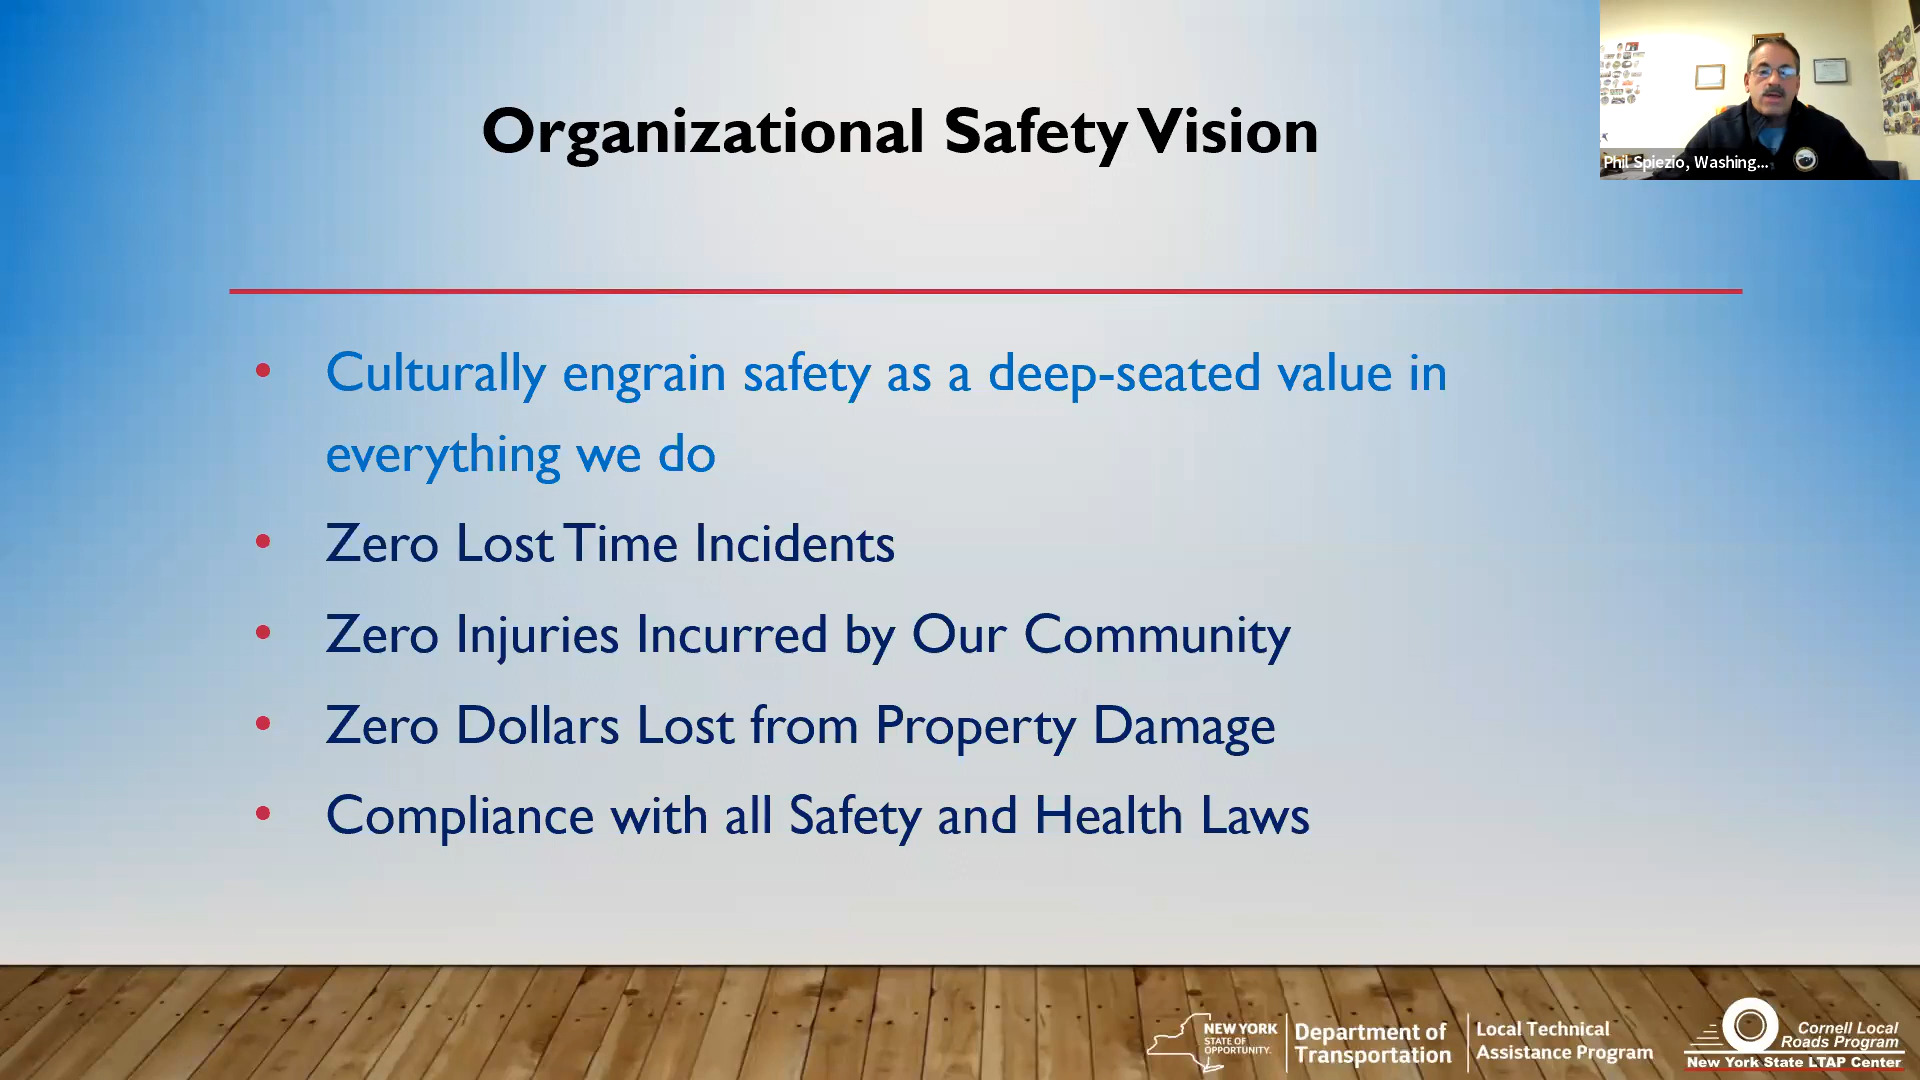 Organizational Safety Vision
Phil Spiezio, Washing...
• Culturally engrain safety as a deep-seated value in
everything we do
• Zero Lost Time Incidents
• Zero Injuries Incurred by Our Community
• Zero Dollars Lost from Property Damage
• Compliance with all Safety and Health Laws
NEW YORK
STATE OF
OPPORTUNITY.
Department of
Transportation
Local Technical
Assistance Program
Cornell Local
Roads Program
New York State LTAP Center